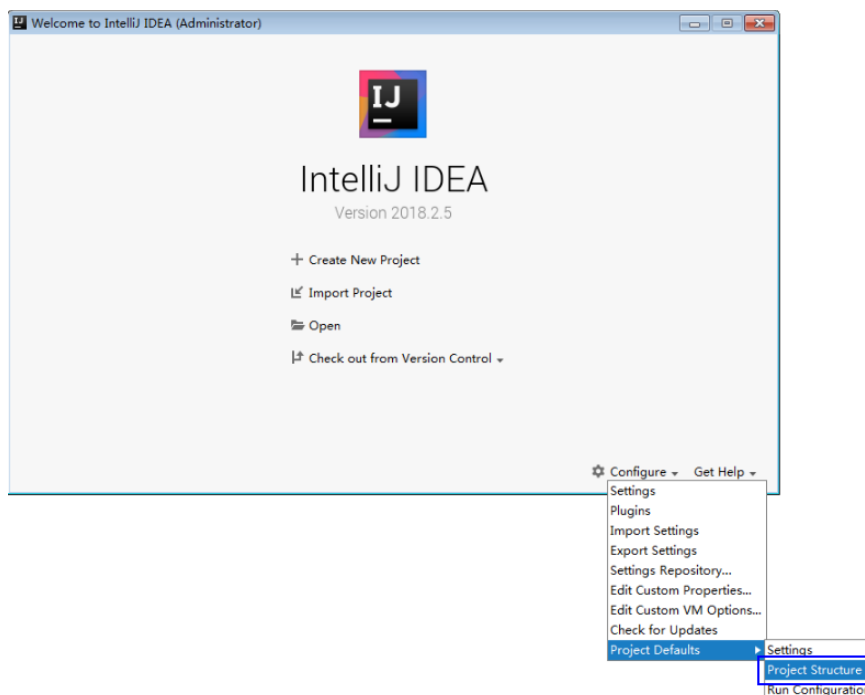 Welcome to IntelliJ IDEA (Administrator)
IJ
IntelliJ IDEA
Version 2018.2.5
Create New Project
Import Project
Open
Check out from Version Control
Configure Get Help
Settings
Plugins
Import Settings
Export Settings
Settings Repository...
Edit Custom Properties...
Edit Custom VM Options...
Check for Updates
Project Defaults
Settings
Project Structure